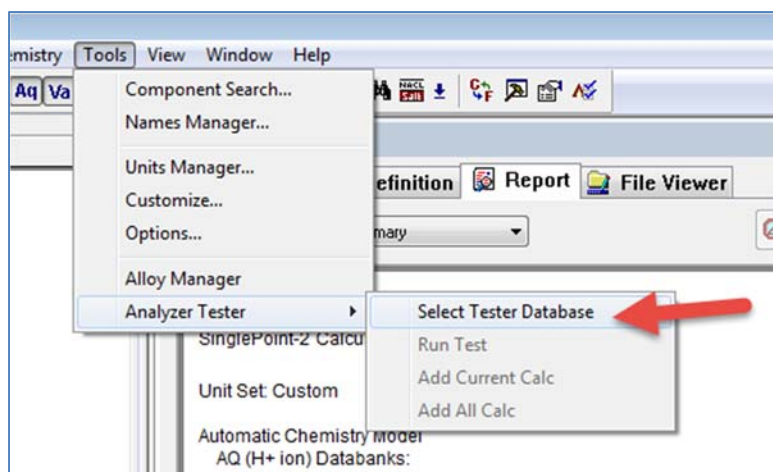 emistry Tools View Window Help
Aq Va
NACL
Salt
C F
Component Search...
Names Manager...
Units Manager...
Customize...
Options...
Alloy Manager
Analyzer Tester
efinition Report File Viewer
mary
Select Tester Database
Run Test
Add Current Calc
Add All Calc
SinglePoint-2 Calcu
Unit Set: Custom
Automatic Chemistry Model
AQ (H+ ion) Databanks: